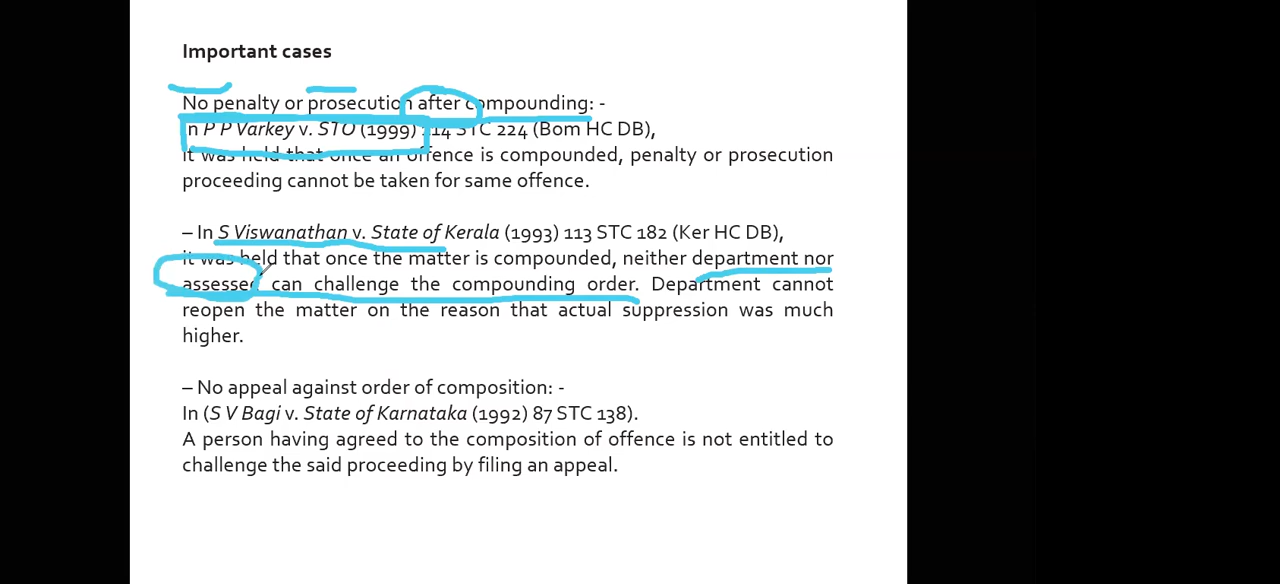 Important cases
No penalty or prosecution after compounding: -
In P P Varkey v. STO (1999) 114 STC 224 (Bom HC DB),
it was held that once an offence is compounded, penalty or prosecution
proceeding cannot be taken for same offence.
– In S Viswanathan v. State of Kerala (1993) 113 STC 182 (Ker HC DB),
it was held that once the matter is compounded, neither department nor
assessee can challenge the compounding order. Department cannot
reopen the matter on the reason that actual suppression was much
higher.
– No appeal against order of composition: -
In (S V Bagi v. State of Karnataka (1992) 87 STC 138).
A person having agreed to the composition of offence is not entitled to
challenge the said proceeding by filing an appeal.